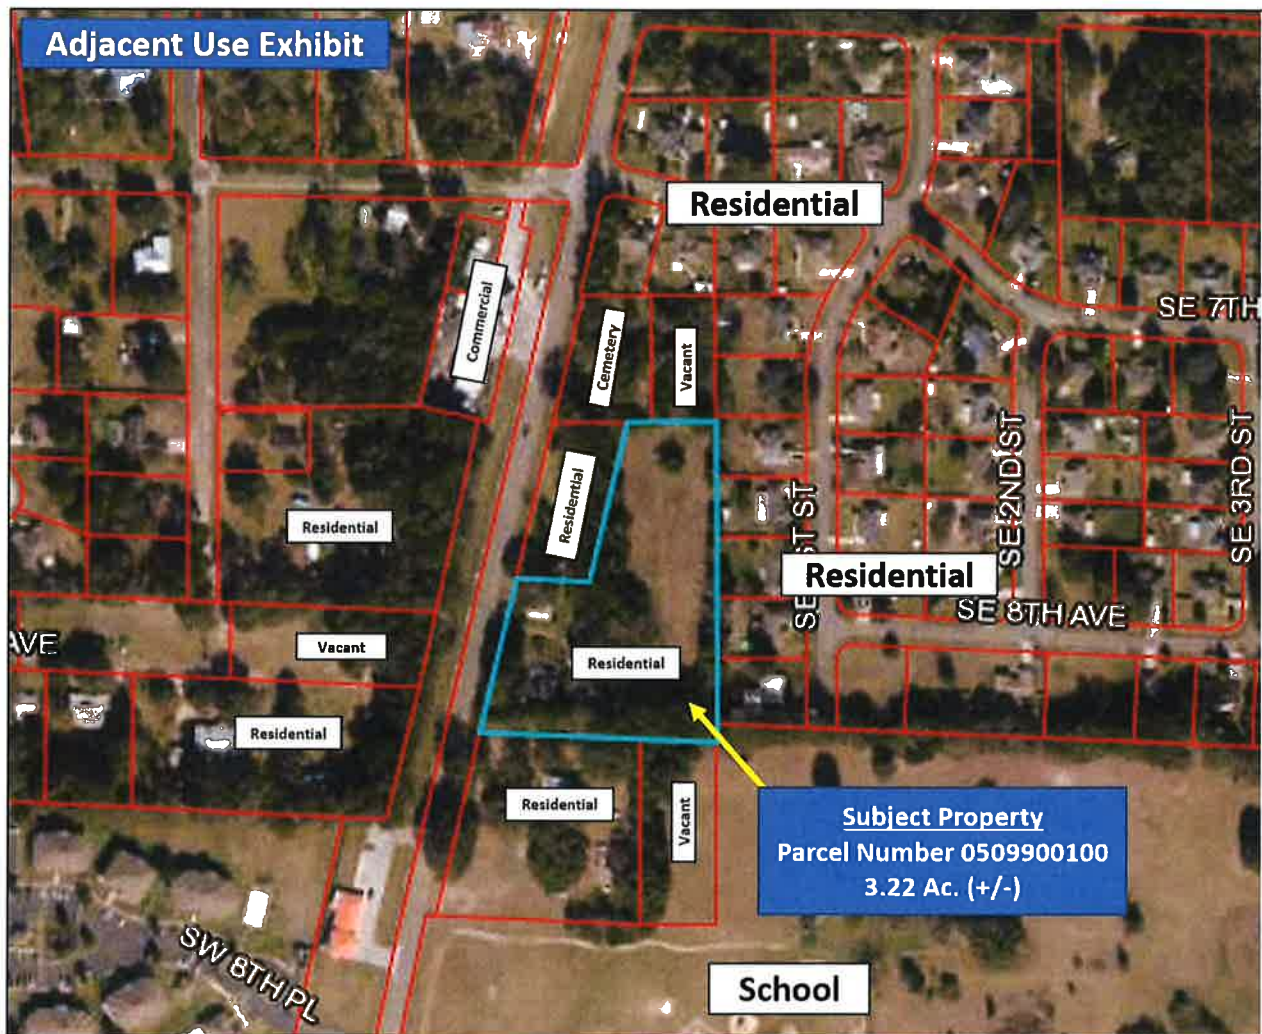 Adjacent Use Exhibit
Residential
SE 7TH
Commercial
Cemetery
Vacant
Residential
SE 2ND ST
SE 3RD ST
Residential
ST ST
Residential
SE 8TH AVE
AVE
Vacant
Residential
Residential
Residential
Vacant
Subject Property
Parcel Number 0509900100
3.22 Ac. (+/-)
SW 8TH PL
School